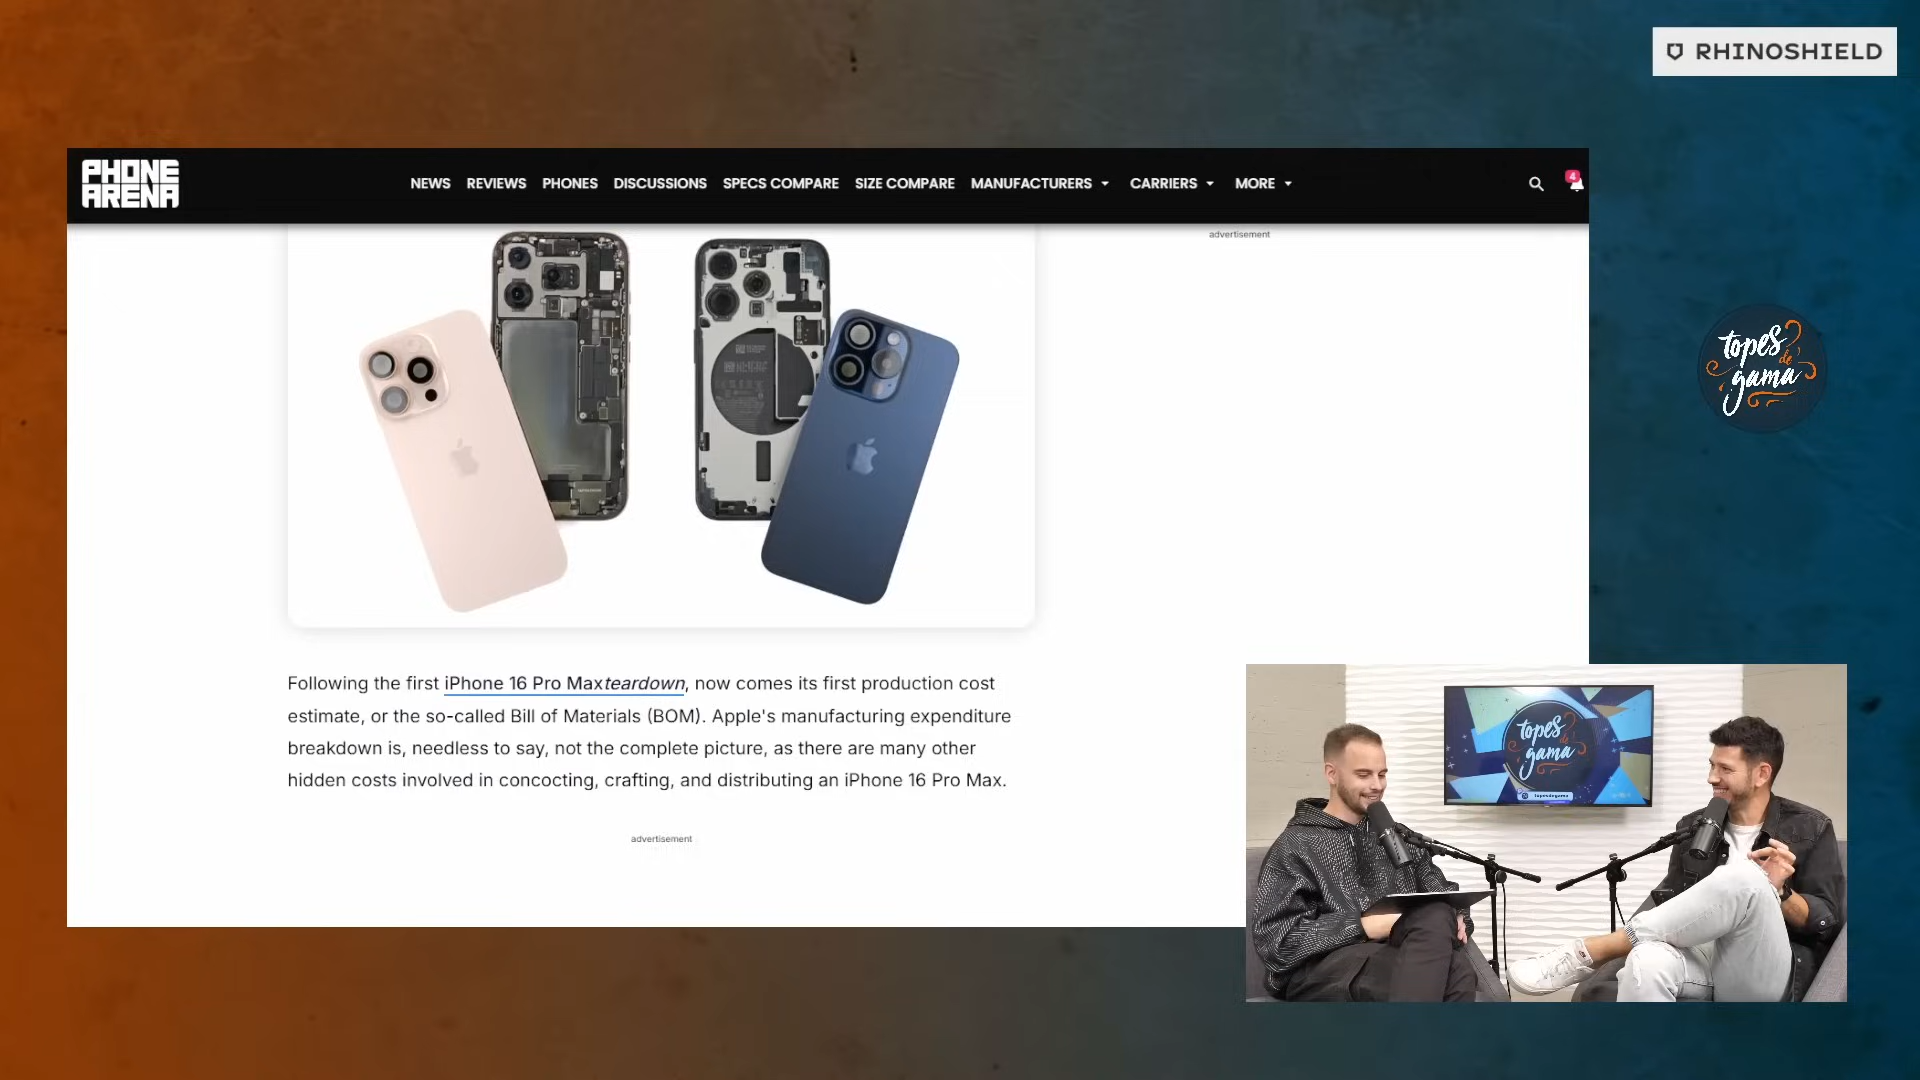 RHINOSHIELD
PHONE
ARENA
NEWS REVIEWS PHONES DISCUSSIONS SPECS COMPARE SIZE COMPARE MANUFACTURERS CARRIERS MORE
4
advertisement
topes
de
gama
Following the first iPhone 16 Pro Maxteardown, now comes its first production cost
estimate, or the so-called Bill of Materials (BOM). Apple's manufacturing expenditure
breakdown is, needless to say, not the complete picture, as there are many other
hidden costs involved in concocting, crafting, and distributing an iPhone 16 Pro Max.
advertisement
topes
de
gama
topesdegama